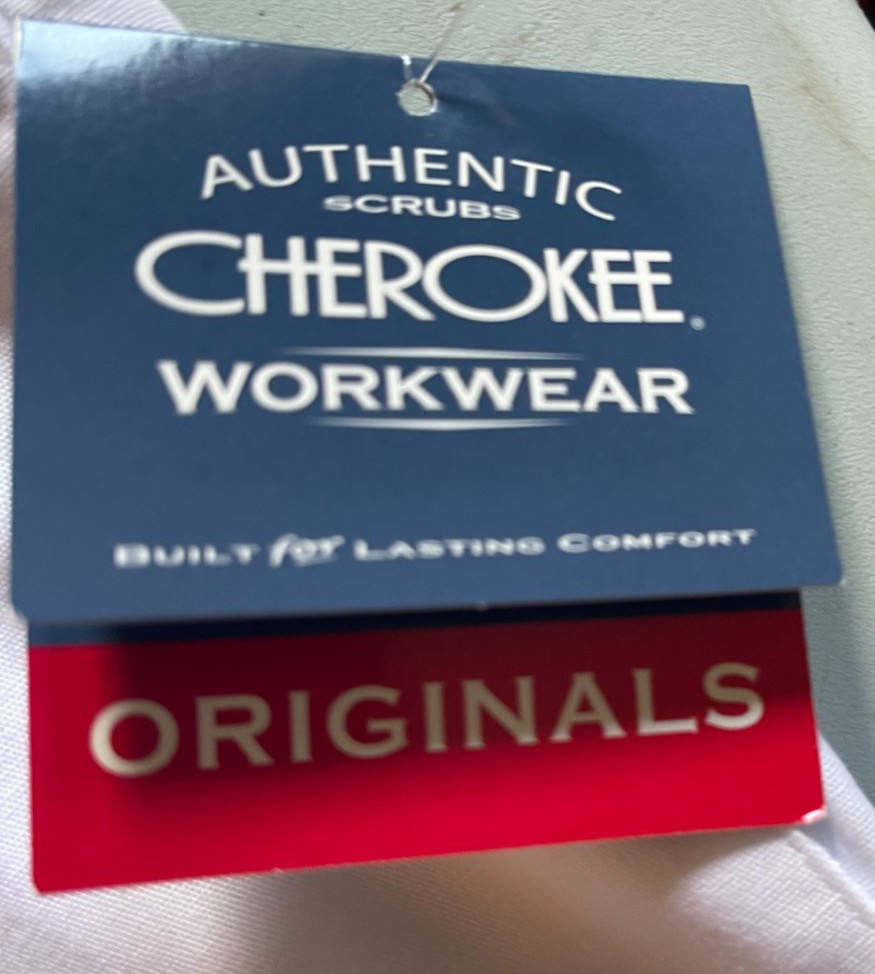 AUTHENTIC
SCRUBS
CHEROKEE®
WORKWEAR
BUILT for LASTING COMFORT
ORIGINALS